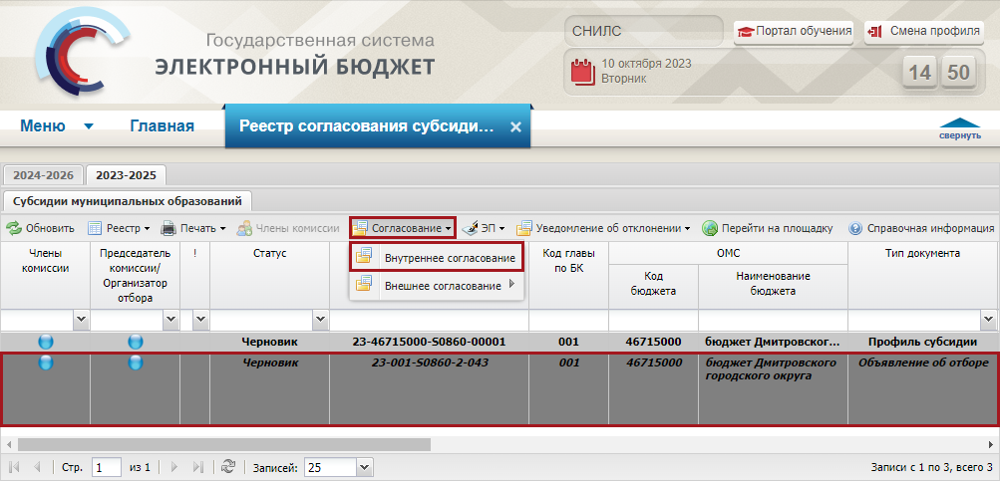 Государственная система
ЭЛЕКТРОННЫЙ БЮДЖЕТ
СНИЛС
Портал обучения
Смена профиля
10 октября 2023
Вторник
14 50
Меню
Главная
Реестр согласования субсиди...
свернуть
2024-2026
2023-2025
Субсидии муниципальных образований
Обновить
Реестр
Печать
Члены комиссии
Согласование
ЭП
Уведомление об отклонении
Перейти на площадку
Справочная информация
Внутреннее согласование
Внешнее согласование
Члены
комиссии
Председатель
комиссии/
Организатор
отбора
!
Статус
Код главы
по БК
ОМС
Код
бюджета
Наименование
бюджета
Тип документа
Черновик 23-46715000-S0860-00001 001 46715000 бюджет Дмитровског... Профиль субсидии
Черновик 23-001-S0860-2-043 001 46715000 бюджет Дмитровского Объявление об отборе
городского округа
Стр. 1 из 1 Записей: 25 Записи с 1 по 3, всего 3